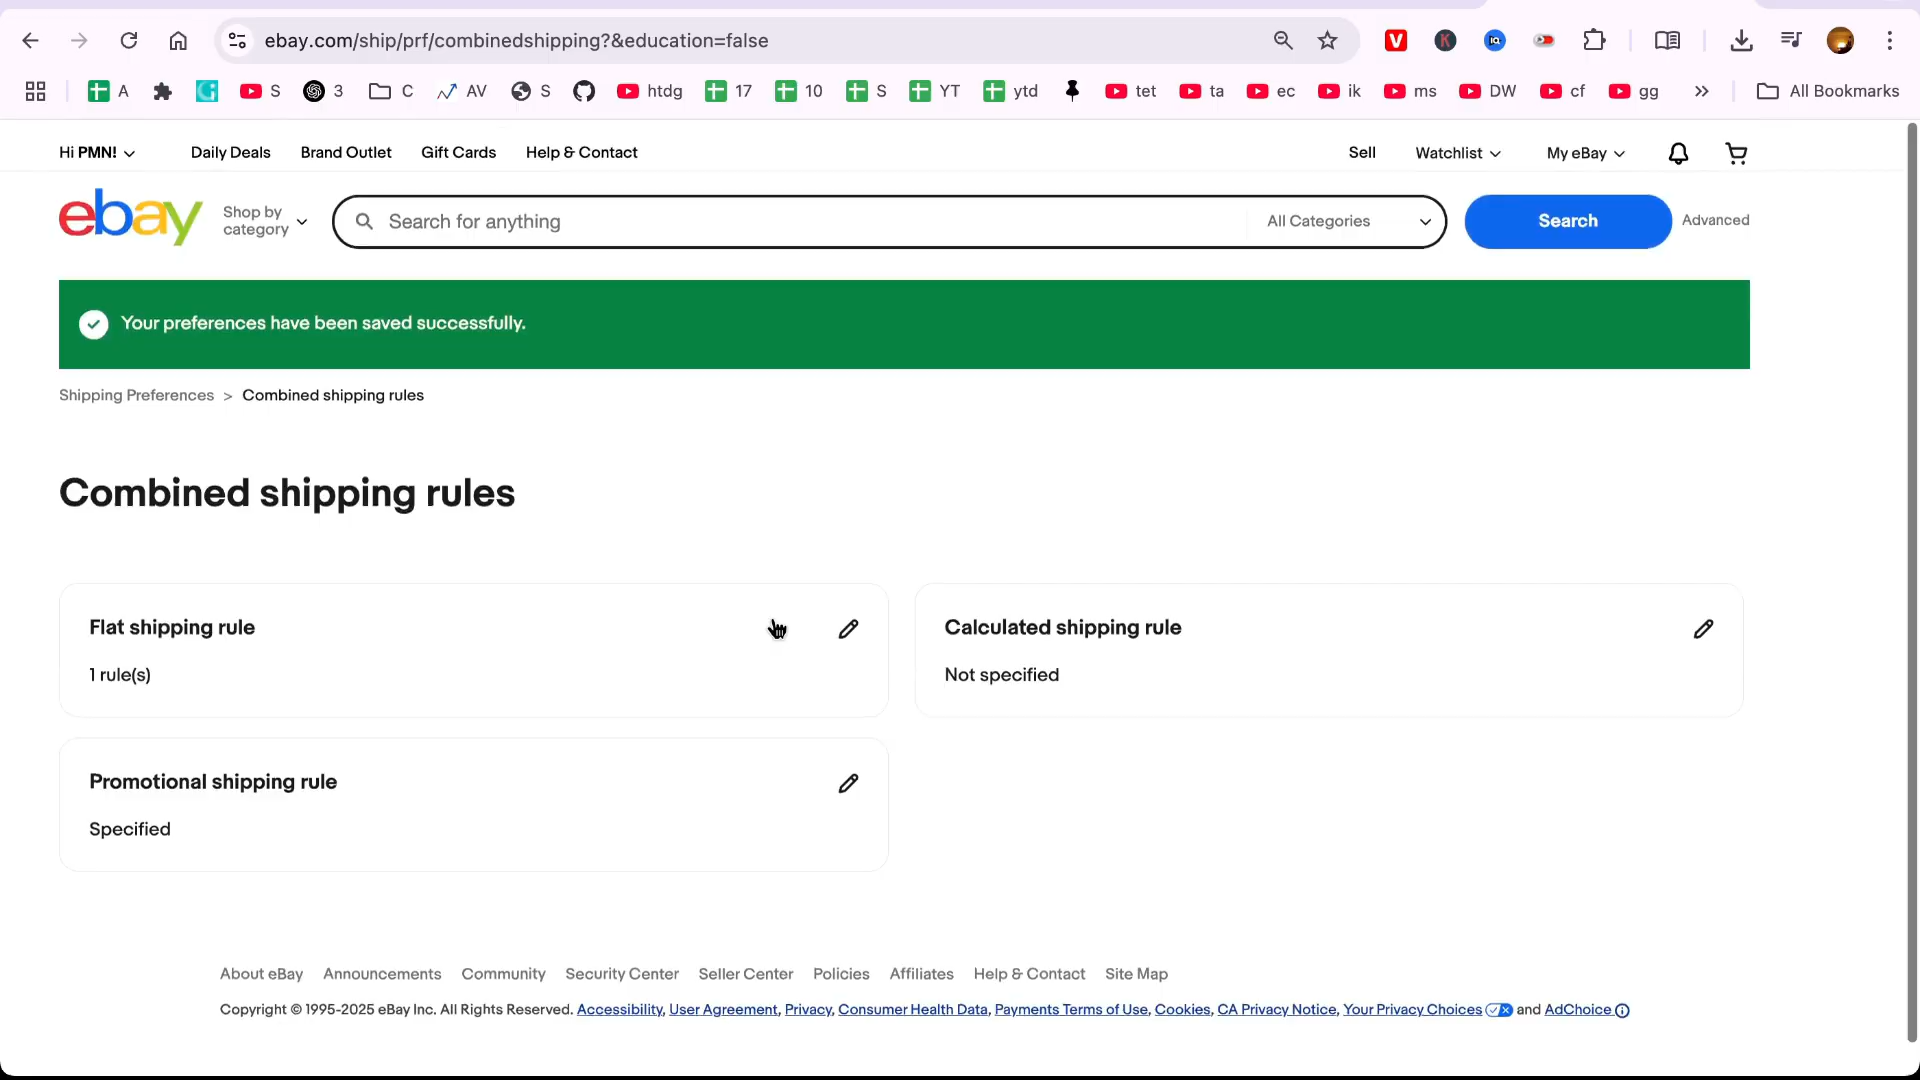 ebay.com/ship/prf/combinedshipping?&education=false
A S 3 C AV S htdg 17 10 S YT ytd tet ta ec ik ms DW cf gg All Bookmarks
Hi PMN! Daily Deals Brand Outlet Gift Cards Help & Contact Sell Watchlist My eBay
ebay Shop by category Search for anything All Categories Search Advanced
Your preferences have been saved successfully.
Shipping Preferences > Combined shipping rules
Combined shipping rules
Flat shipping rule
1 rule(s)
Calculated shipping rule
Not specified
Promotional shipping rule
Specified
About eBay Announcements Community Security Center Seller Center Policies Affiliates Help & Contact Site Map
Copyright © 1995-2025 eBay Inc. All Rights Reserved. Accessibility, User Agreement, Privacy, Consumer Health Data, Payments Terms of Use, Cookies, CA Privacy Notice, Your Privacy Choices and AdChoice